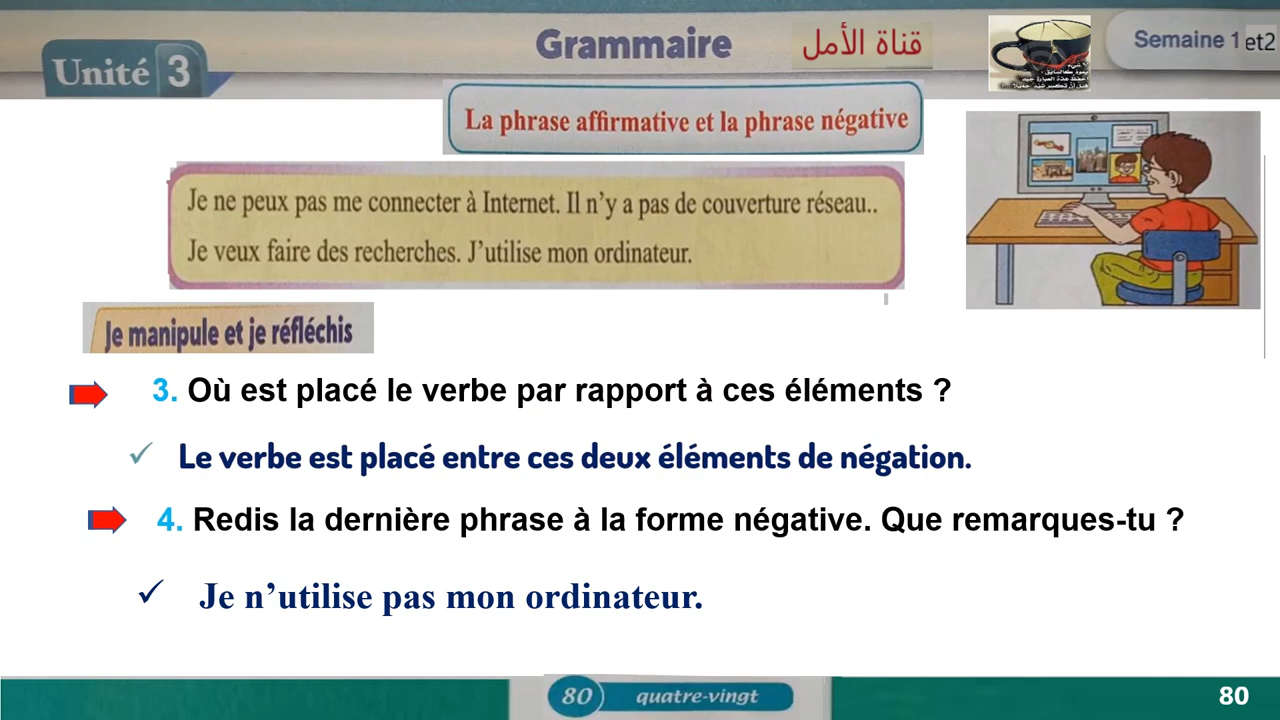 Unité 3
Grammaire
قناة الأمل
Semaine 1 et2
La phrase affirmative et la phrase négative
Je ne peux pas me connecter à Internet. Il n'y a pas de couverture réseau..
Je veux faire des recherches. J'utilise mon ordinateur.
Je manipule et je réfléchis
3. Où est placé le verbe par rapport à ces éléments ?
✓ Le verbe est placé entre ces deux éléments de négation.
4. Redis la dernière phrase à la forme négative. Que remarques-tu ?
✓ Je n'utilise pas mon ordinateur.
80 quatre-vingt
80